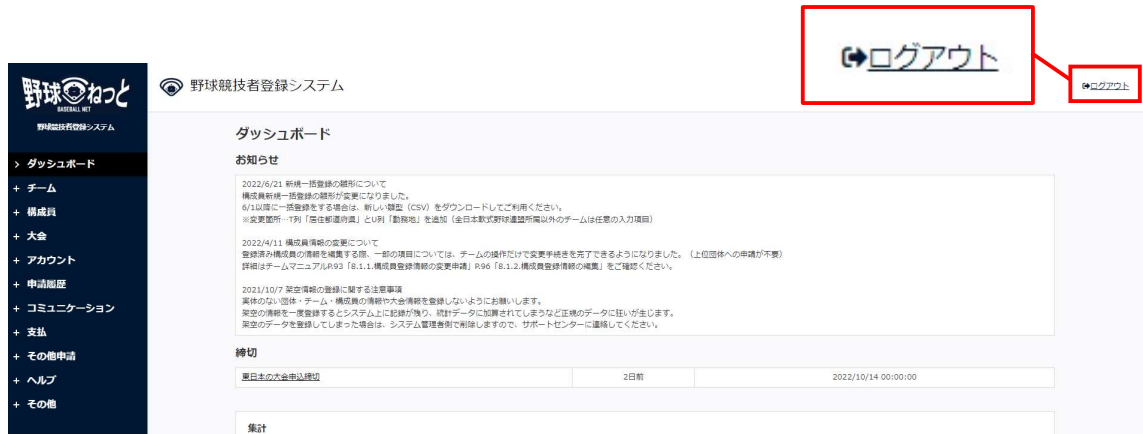 ログアウト
野球ねっと
BASEBALL NET
野球競技者登録システム
野球競技者登録システム
ログアウト
ダッシュボード
お知らせ
2022/6/21 新規一括登録の雛形について
構成員新規一括登録の雛形が変更になりました。
6/1以降に一括登録をする場合は、新しい雛型（CSV）をダウンロードしてご利用ください。
※変更箇所…T列「居住都道府県」とU列「勤務地」を追加（全日本軟式野球連盟所属以外のチームは任意の入力項目）
2022/4/11 構成員情報の変更について
登録済み構成員の情報を編集する際、一部の項目については、チームの操作だけで変更手続きを完了できるようになりました。（上位団体への申請が不要）
詳細はチームマニュアルP.93「8.1.1.構成員登録情報の変更申請」P.96「8.1.2.構成員登録情報の編集」をご確認ください。
2021/10/7 架空情報の登録に関する注意事項
実体のない団体・チーム・構成員の情報や大会情報を登録しないようにお願いします。
架空の情報を一度登録するとシステム上に記録が残り、統計データに加算されてしまうなど正規のデータに狂いが生じます。
架空のデータを登録してしまった場合は、システム管理者側で削除しますので、サポートセンターに連絡してください。
締切
東日本の大会申込締切 2日前 2022/10/14 00:00:00
集計
> ダッシュボード
+ チーム
+ 構成員
+ 大会
+ アカウント
+ 申請履歴
+ コミュニケーション
+ 支払
+ その他申請
+ ヘルプ
+ その他